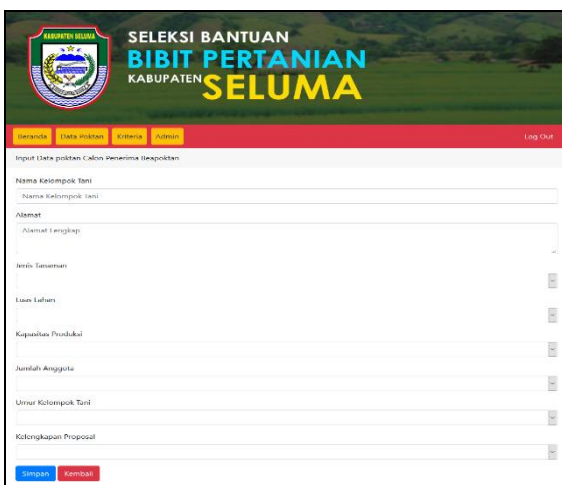 KABUPATEN SELUMA
SELEKSI BANTUAN
BIBIT PERTANIAN
KABUPATEN SELUMA
Beranda Data Poktan Kriteria Admin Log Out
Input Data poktan Calon Penerima Beapoktan
Nama Kelompok Tani
Nama Kelompok Tani
Alamat
Alamat Lengkap
Jenis Tanaman
Luas Lahan
Kapasitas Produksi
Jumlah Anggota
Umur Kelompok Tani
Kelengkapan Proposal
Simpan Kembali